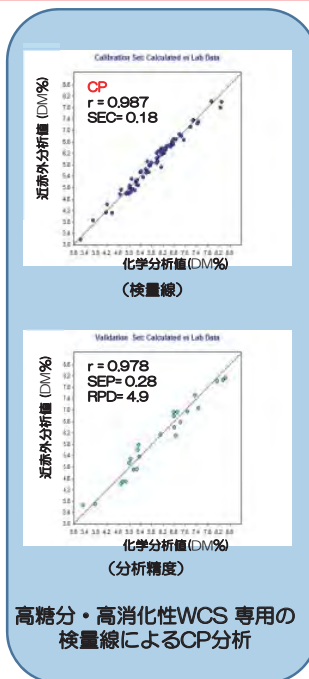 Calibration Set: Calculated vs Lab Data
CP
r = 0.987
SEC= 0.18
近赤外分析値 (DM%)
化学分析値(DM%)
(検量線)
Validation Set: Calculated vs Lab Data
r = 0.978
SEP= 0.28
RPD= 4.9
近赤外分析値 (DM%)
化学分析値(DM%)
(分析精度)
高糖分・高消化性WCS 専用の
検量線によるCP分析